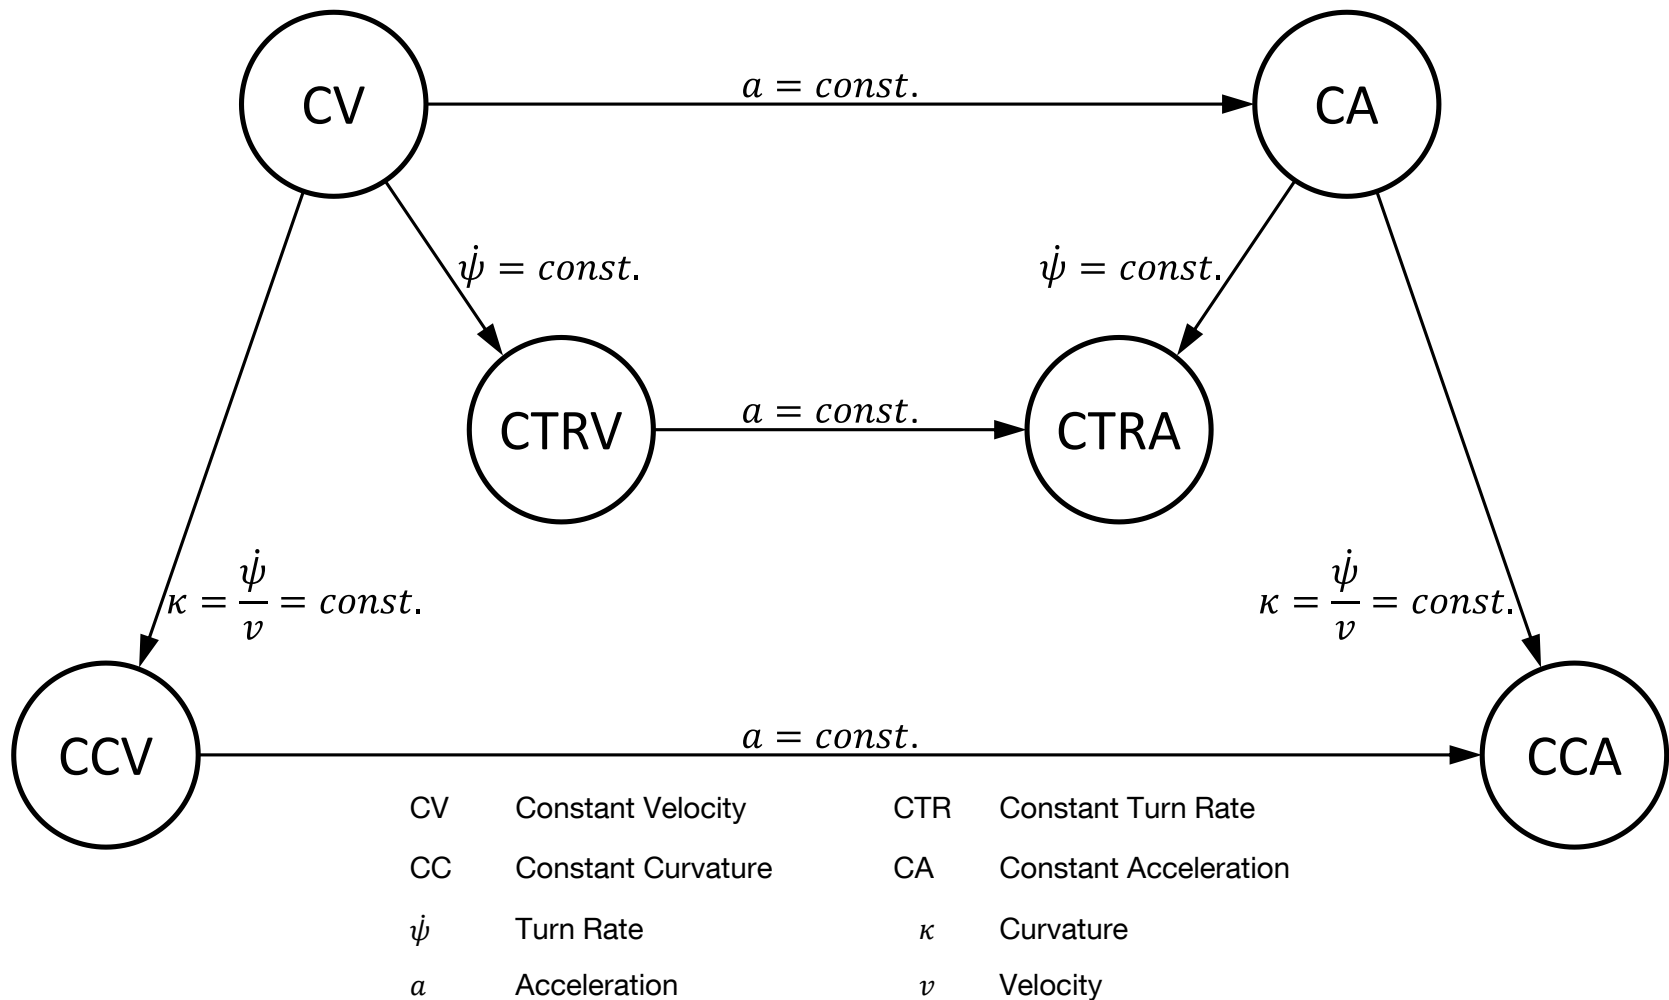 CV
a = const.
CA
ψ̇ = const.
ψ̇ = const.
CTRV
a = const.
CTRA
κ = ψ̇/v = const.
κ = ψ̇/v = const.
CCV
a = const.
CCA
CV Constant Velocity CTR Constant Turn Rate
CC Constant Curvature CA Constant Acceleration
ψ̇ Turn Rate κ Curvature
a Acceleration v Velocity